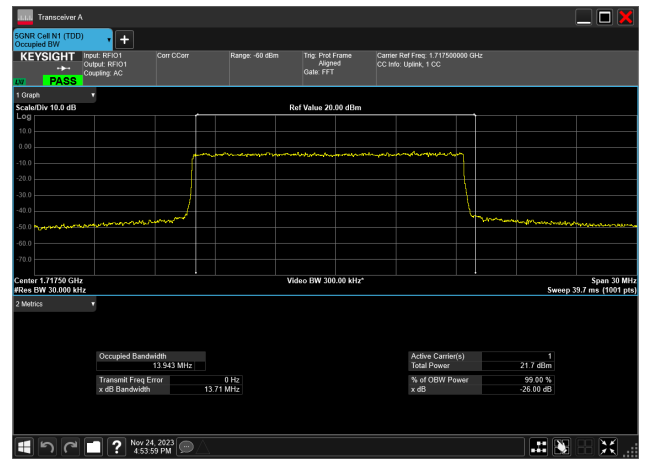 Transceiver A
5GNR Cell N1 (TDD)
Occupied BW
KEYSIGHT
LW PASS
Input: RFIO1
Output: RFIO1
Coupling: AC
Corr CCorr
Range: -60 dBm
Trig: Prot Frame
Aligned
Gate: FFT
Carrier Ref Freq: 1.717500000 GHz
CC Info: Uplink, 1 CC
1 Graph
Scale/Div 10.0 dB
Ref Value 20.00 dBm
Log
10.0
0.00
-10.0
-20.0
-30.0
-40.0
-50.0
-60.0
-70.0
Center 1.71750 GHz
Video BW 300.00 kHz*
Span 30 MHz
#Res BW 30.000 kHz
Sweep 39.7 ms (1001 pts)
2 Metrics
Occupied Bandwidth
13.943 MHz
Active Carrier(s) 1
Total Power 21.7 dBm
Transmit Freq Error 0 Hz
x dB Bandwidth 13.71 MHz
% of OBW Power 99.00 %
x dB -26.00 dB
Nov 24, 2023
4:53:59 PM